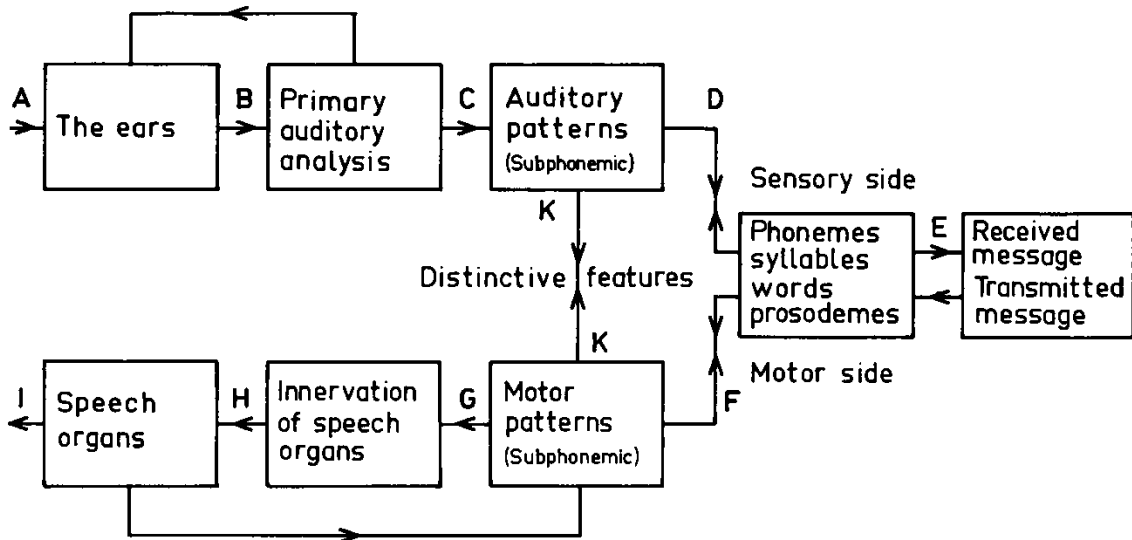 A
The ears
B
Primary
auditory
analysis
C
Auditory
patterns
(Subphonemic)
D
K
Sensory side
Distinctive features
Phonemes
syllables
words
prosodemes
E
Received
message
Transmitted
message
K
Motor side
I
Speech
organs
H
Innervation
of speech
organs
G
Motor
patterns
(Subphonemic)
F